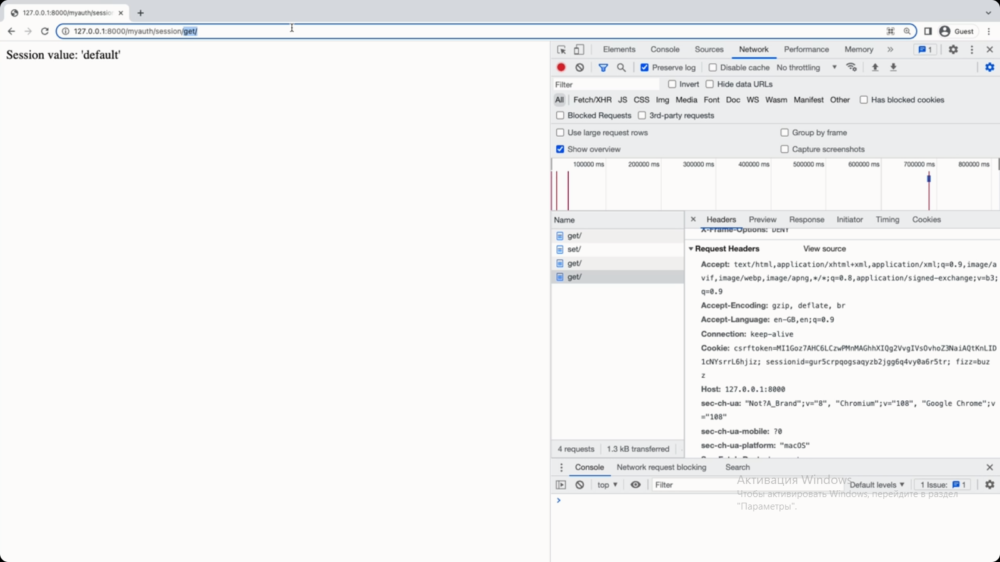 127.0.0.1:8000/myauth/sessio
127.0.0.1:8000/myauth/session/get/
Guest
Session value: 'default'
Elements Console Sources Network Performance Memory 1
Preserve log Disable cache No throttling
Filter Invert Hide data URLs
All Fetch/XHR JS CSS Img Media Font Doc WS Wasm Manifest Other Has blocked cookies
Blocked Requests 3rd-party requests
Use large request rows Group by frame
Show overview Capture screenshots
100000 ms 200000 ms 300000 ms 400000 ms 500000 ms 600000 ms 700000 ms 800000 ms
Name
get/
set/
get/
get/
4 requests 1.3 kB transferred
Headers Preview Response Initiator Timing Cookies
X-Frame-Options: DENY
Request Headers View source
Accept: text/html,application/xhtml+xml,application/xml;q=0.9,image/a
vif,image/webp,image/apng,*/*;q=0.8,application/signed-exchange;v=b3;
q=0.9
Accept-Encoding: gzip, deflate, br
Accept-Language: en-GB,en;q=0.9
Connection: keep-alive
Cookie: csrftoken=MI1Goz7AHC6LCzwPMnMAGhhXIQg2VvgIVsOvhoZ3NaiAQtKnLID
1cNYsrrL6hjiz; sessionid=gur5crpqogsaqyzb2jgg6q4vy0a6r5tr; fizz=buz
z
Host: 127.0.0.1:8000
sec-ch-ua: "Not?A_Brand";v="8", "Chromium";v="108", "Google Chrome";v
="108"
sec-ch-ua-mobile: ?0
sec-ch-ua-platform: "macOS"
Console Network request blocking Search
top Filter Default levels 1 Issue: 1
Активация Windows
Чтобы активировать Windows, перейдите в раздел
"Параметры".